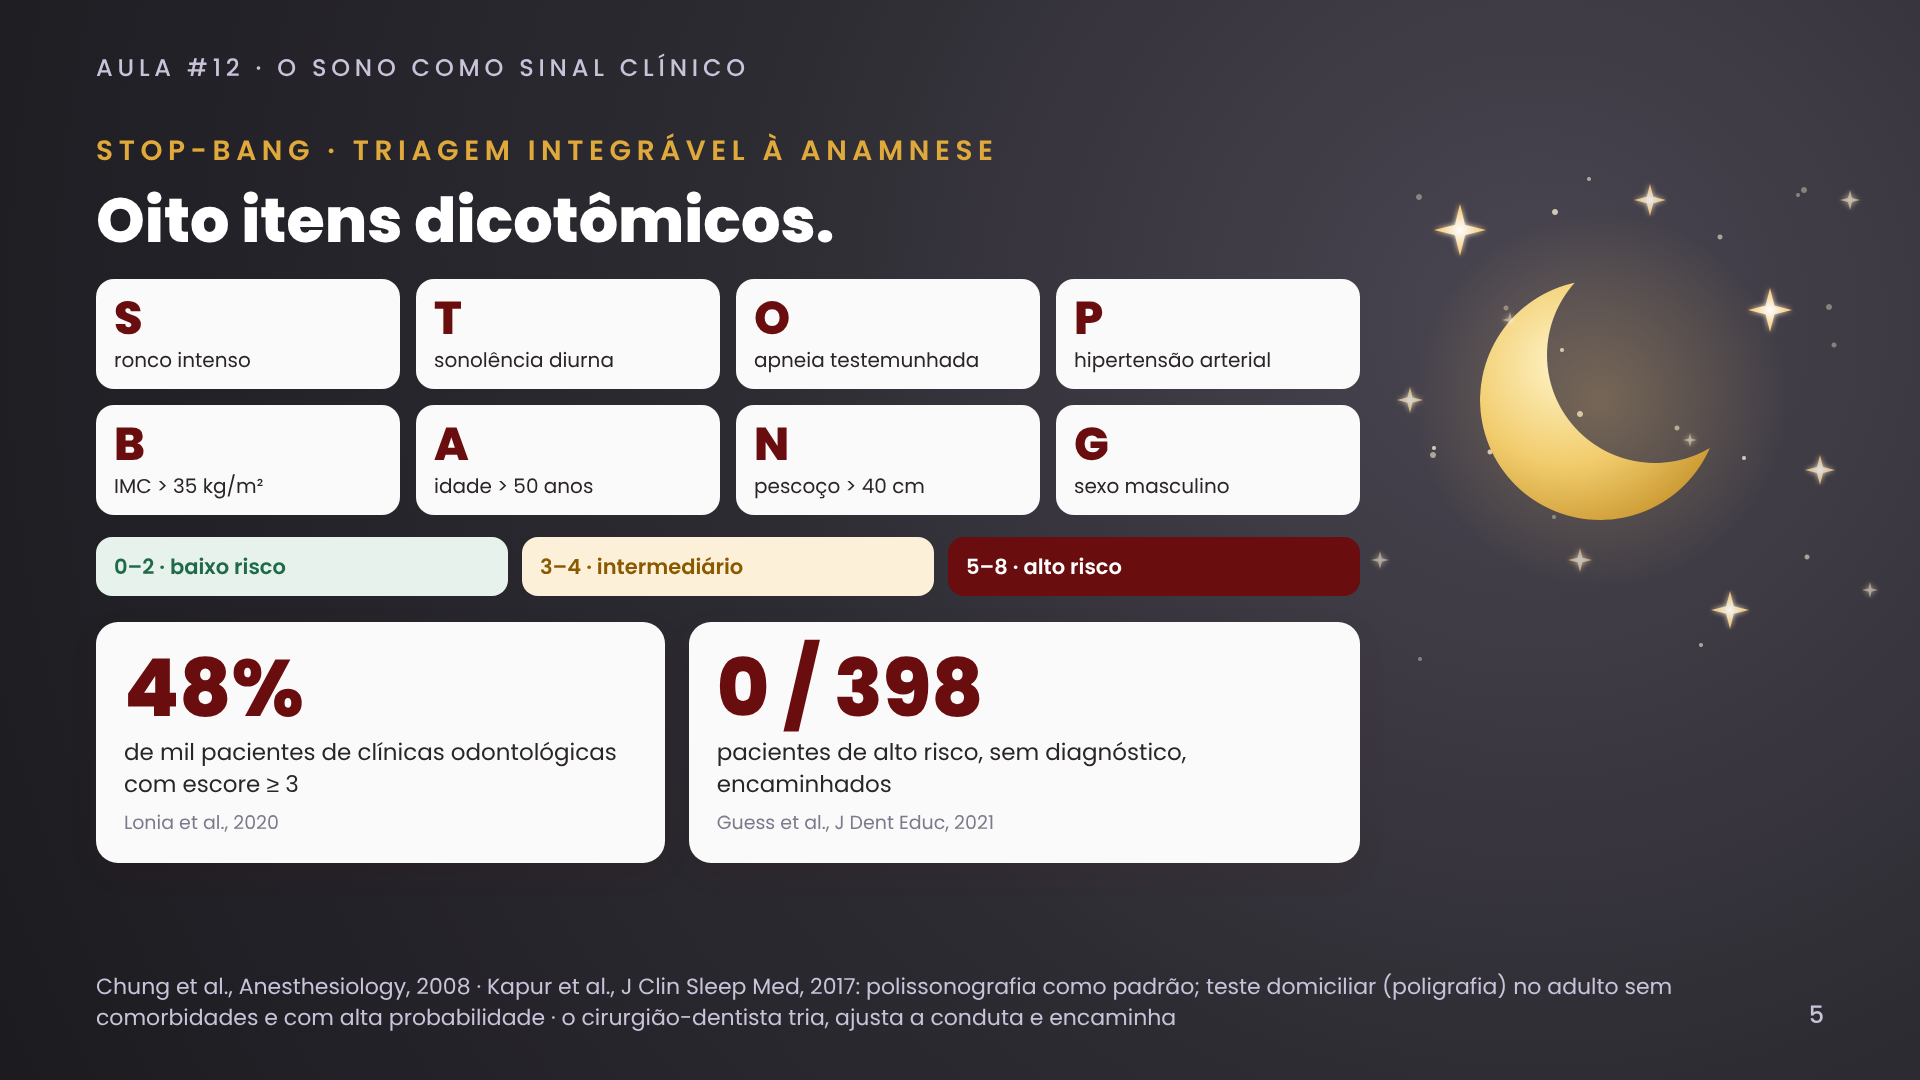 AULA #12 · O SONO COMO SINAL CLÍNICO
STOP-BANG · TRIAGEM INTEGRÁVEL À ANAMNESE
Oito itens dicotômicos.
S
ronco intenso
T
sonolência diurna
O
apneia testemunhada
P
hipertensão arterial
B
IMC > 35 kg/m²
A
idade > 50 anos
N
pescoço > 40 cm
G
sexo masculino
0–2 · baixo risco
3–4 · intermediário
5–8 · alto risco
48%
de mil pacientes de clínicas odontológicas
com escore ≥ 3
Lonia et al., 2020
0 / 398
pacientes de alto risco, sem diagnóstico,
encaminhados
Guess et al., J Dent Educ, 2021
Chung et al., Anesthesiology, 2008 · Kapur et al., J Clin Sleep Med, 2017: polissonografia como padrão; teste domiciliar (poligrafia) no adulto sem
comorbidades e com alta probabilidade · o cirurgião-dentista tria, ajusta a conduta e encaminha
5